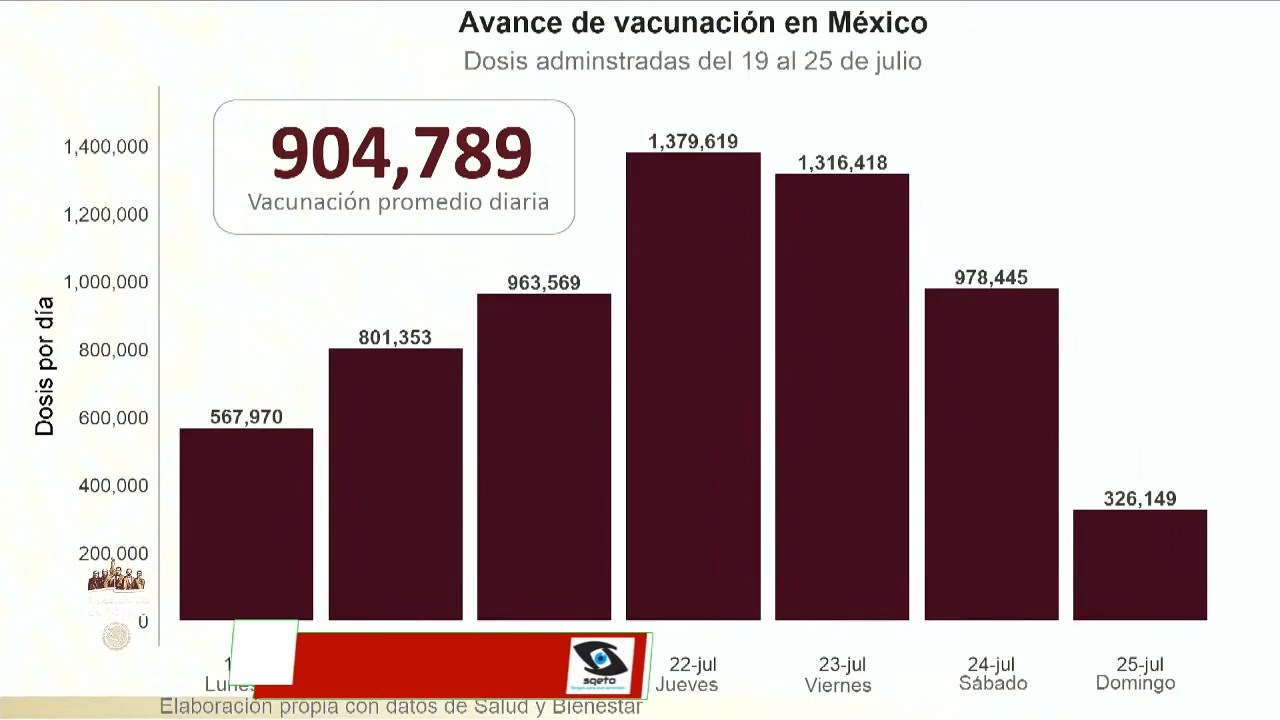 Avance de vacunación en México
Dosis adminstradas del 19 al 25 de julio
904,789
Vacunación promedio diaria
Dosis por día
1,400,000
1,200,000
1,000,000
800,000
600,000
400,000
200,000
0
567,970
801,353
963,569
1,379,619
1,316,418
978,445
326,149
22-jul
Jueves
23-jul
Viernes
24-jul
Sábado
25-jul
Domingo
sqeto
Elaboración propia con datos de Salud y Bienestar